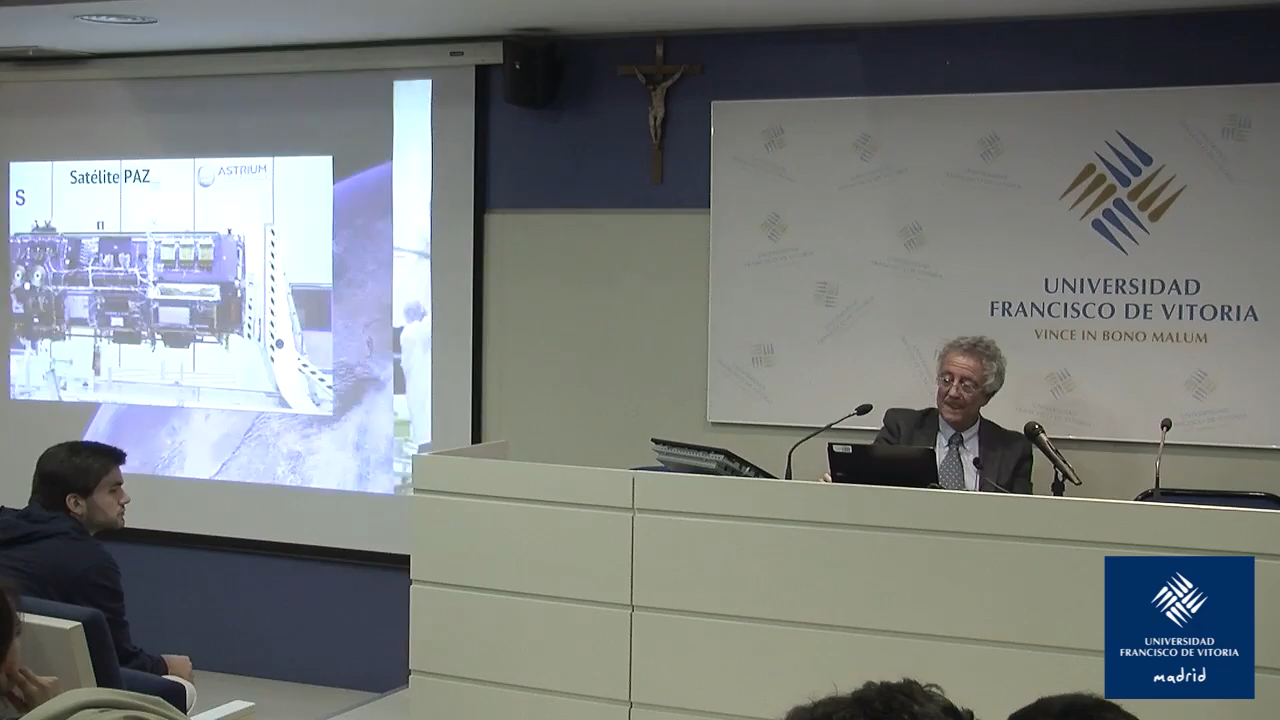 Satélite PAZ
ASTRIUM
S
UNIVERSIDAD
FRANCISCO DE VITORIA
VINCE IN BONO MALUM
UNIVERSIDAD
FRANCISCO DE VITORIA
madrid